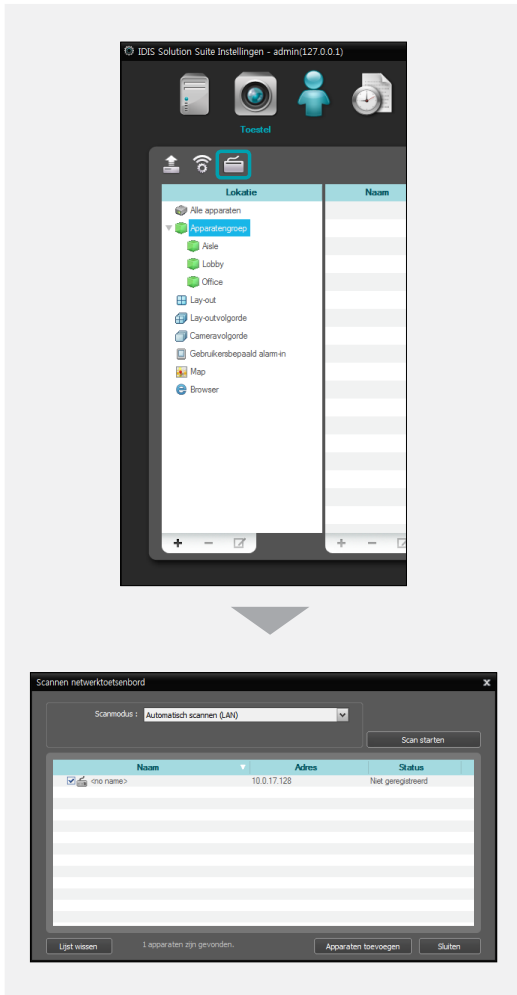 IDIS Solution Suite Instellingen - admin(127.0.0.1)
Toestel
Lokatie
Naam
Alle apparaten
Apparatengroep
Aisle
Lobby
Office
Lay-out
Lay-outvolgorde
Cameravolgorde
Gebruikersbepaald alarm-in
Map
Browser
Scannen netwerktoetsenbord
Scanmodus : Automatisch scannen (LAN)
Scan starten
Naam Adres Status
<no name> 10.0.17.128 Niet geregistreerd
Lijst wissen 1 apparaten zijn gevonden. Apparaten toevoegen Sluiten